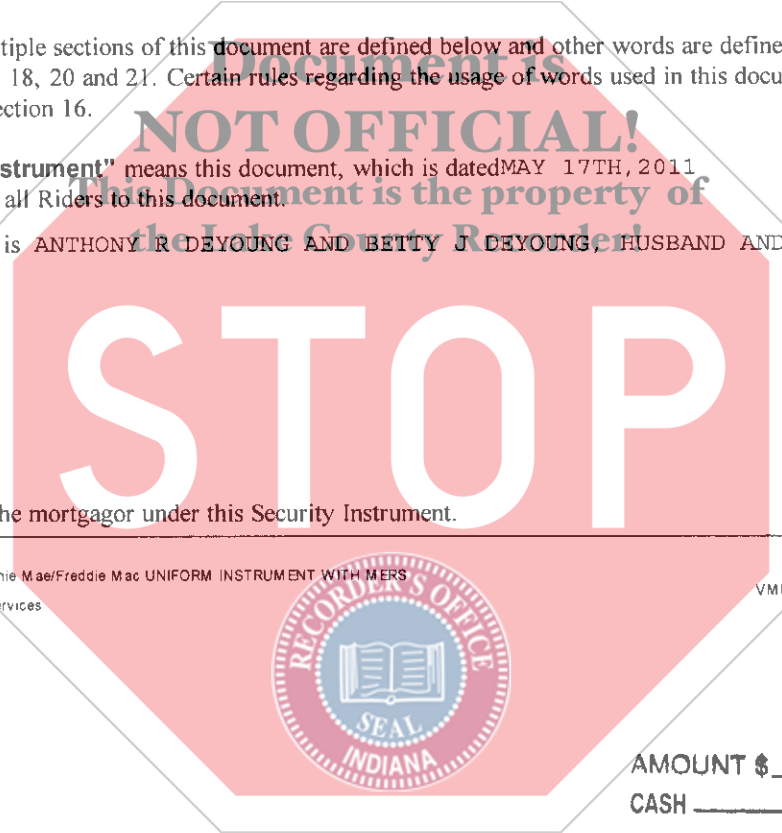 tiple sections of this document are defined below and other words are define
Document is
18, 20 and 21. Certain rules regarding the usage of words used in this docu
ection 16.
NOT OFFICIAL!
strument" means this document, which is datedMAY 17TH,2011
This Document is the property of
all Riders to this document.
the Lake County Recorder!
is ANTHONY R DEYOUNG AND BETTY J DEYOUNG, HUSBAND AND
STOP
he mortgagor under this Security Instrument.
nie Mae/Freddie Mac UNIFORM INSTRUMENT WITH MERS
VMI
ervices
RECORDER'S OFFICE
SEAL
INDIANA
AMOUNT $
CASH